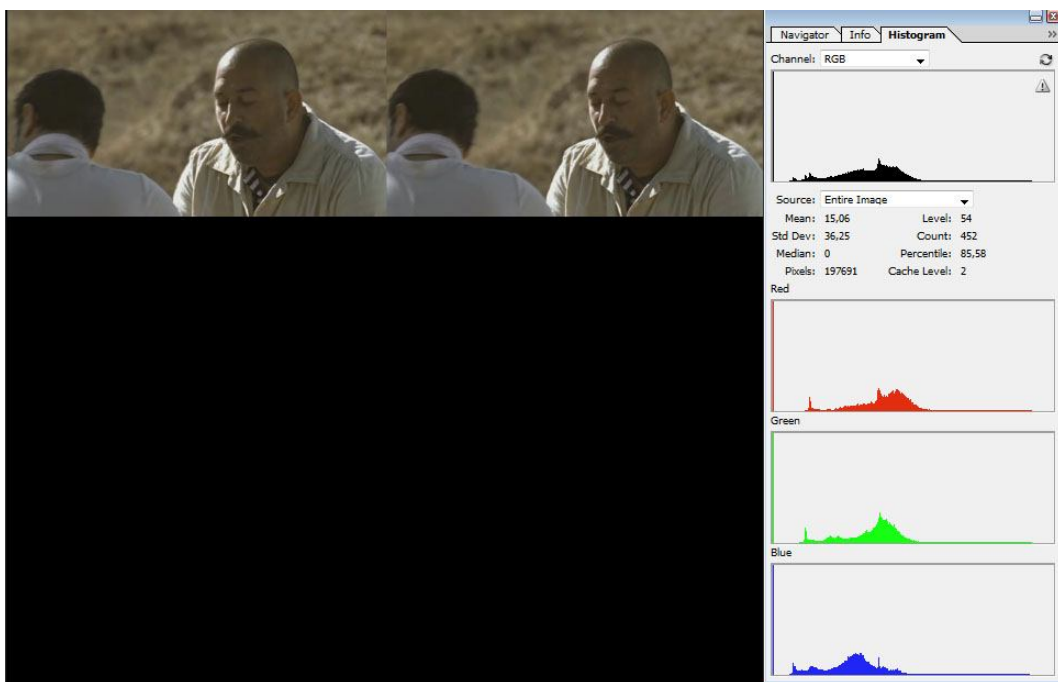 Navigator Info Histogram
Channel: RGB
Source: Entire Image
Mean: 15,06 Level: 54
Std Dev: 36,25 Count: 452
Median: 0 Percentile: 85,58
Pixels: 197691 Cache Level: 2
Red
Green
Blue